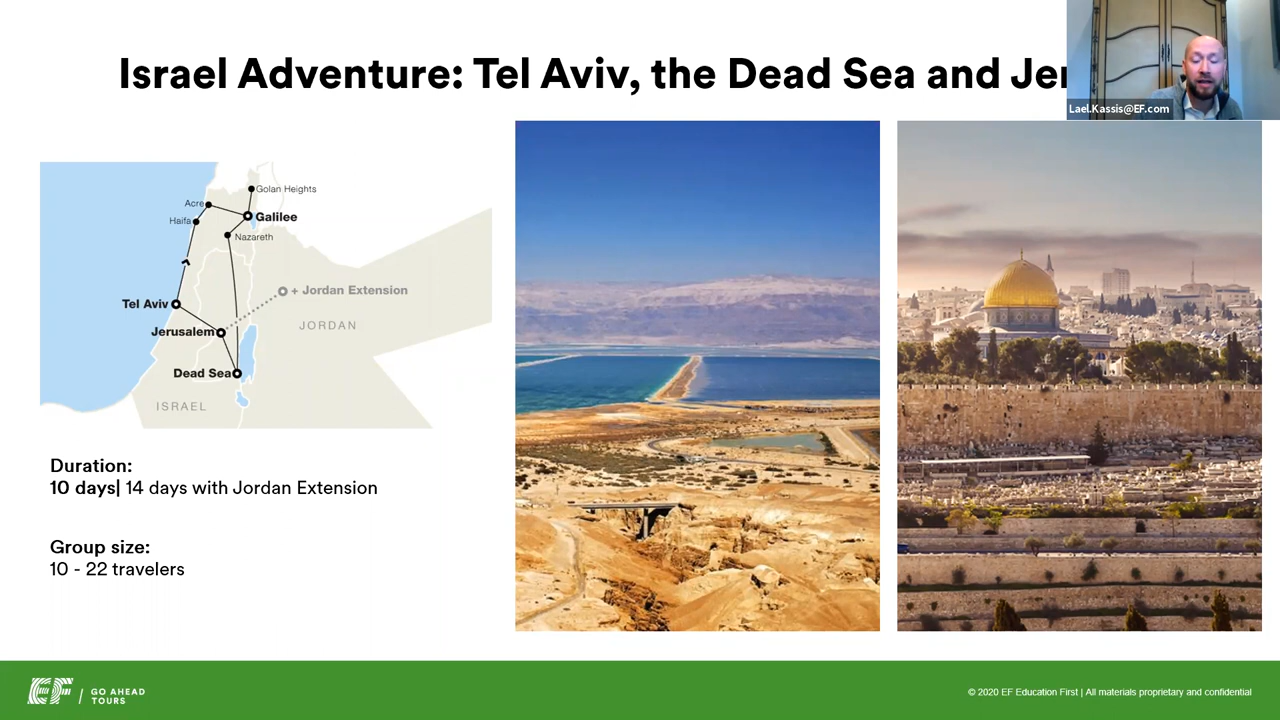 Israel Adventure: Tel Aviv, the Dead Sea and Jer
Lael.Kassis@EF.com
Golan Heights
Acre
Galilee
Haifa
Nazareth
Tel Aviv
+ Jordan Extension
Jerusalem
JORDAN
Dead Sea
ISRAEL
Duration:
10 days| 14 days with Jordan Extension
Group size:
10 - 22 travelers
EF / GO AHEAD
TOURS
© 2020 EF Education First | All materials proprietary and confidential